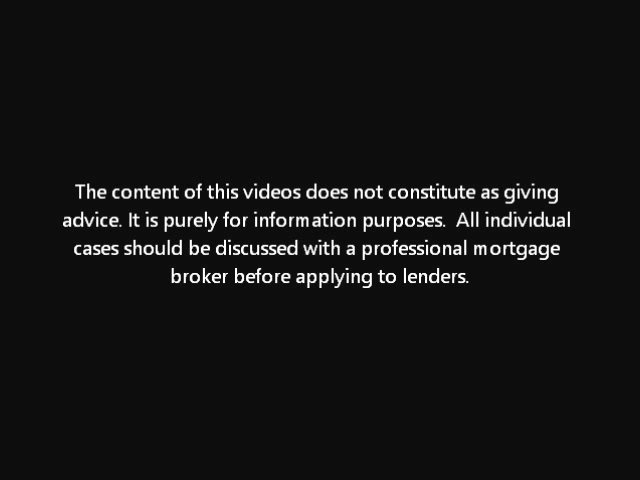 The content of this videos does not constitute as giving
advice. It is purely for information purposes.  All individual
cases should be discussed with a professional mortgage
broker before applying to lenders.